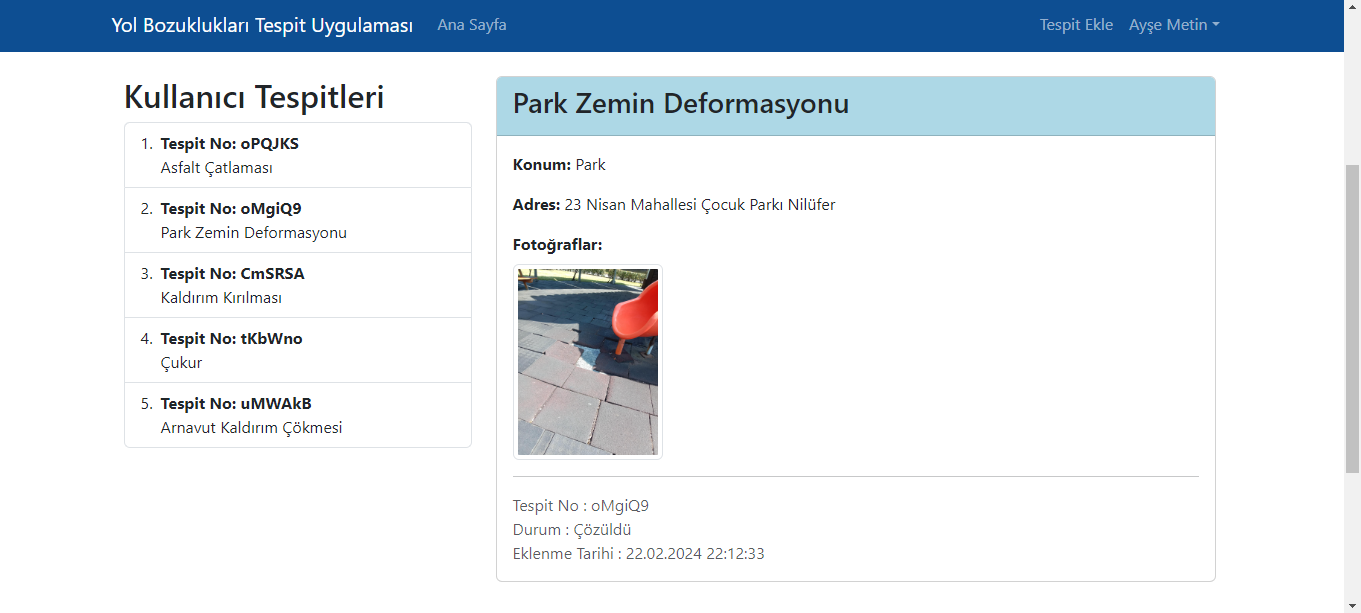 Yol Bozuklukları Tespit Uygulaması Ana Sayfa Tespit Ekle Ayşe Metin
Kullanıcı Tespitleri
1. Tespit No: oPQJKS
Asfalt Çatlaması
2. Tespit No: oMgiQ9
Park Zemin Deformasyonu
3. Tespit No: CmSRSA
Kaldırım Kırılması
4. Tespit No: tKbWno
Çukur
5. Tespit No: uMWAkB
Arnavut Kaldırım Çökmesi
Park Zemin Deformasyonu
Konum: Park
Adres: 23 Nisan Mahallesi Çocuk Parkı Nilüfer
Fotoğraflar:
Tespit No : oMgiQ9
Durum : Çözüldü
Eklenme Tarihi : 22.02.2024 22:12:33